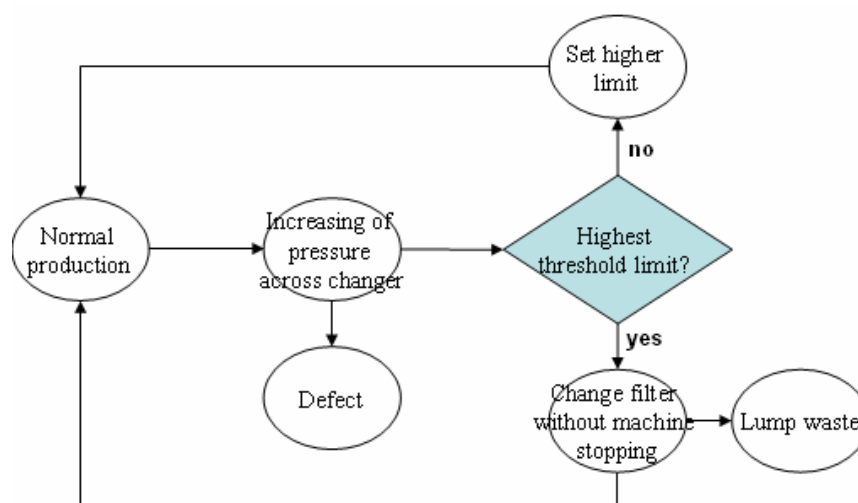 Set higher
limit
no
Normal
production
Increasing of
pressure
across changer
Highest
threshold limit?
yes
Defect
Change filter
without machine
stopping
Lump waste